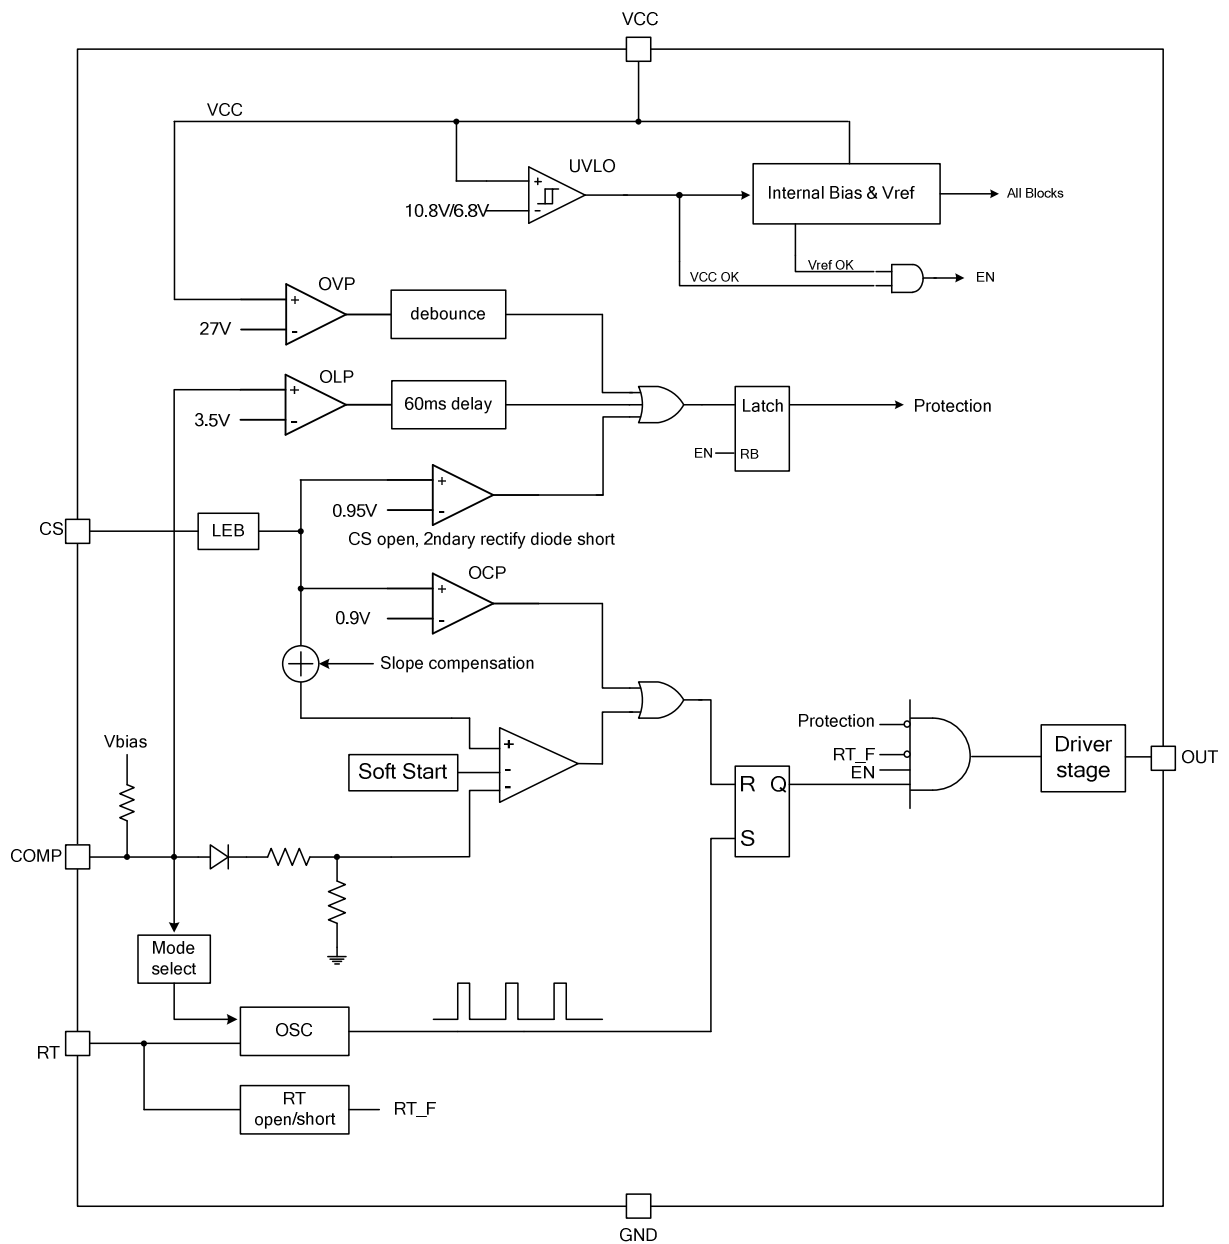 VCC
VCC
UVLO
+
-
10.8V/6.8V
Internal Bias & Vref
All Blocks
Vref OK
VCC OK
EN
OVP
+
-
27V
debounce
OLP
+
-
3.5V
60ms delay
Latch
RB
EN
Protection
+
-
0.95V
CS
LEB
CS open, 2ndary rectify diode short
OCP
+
-
0.9V
Slope compensation
Protection
RT_F
EN
Driver
stage
OUT
Vbias
Soft Start
+
-
-
R Q
S
COMP
Mode
select
OSC
RT
RT
open/short
RT_F
GND